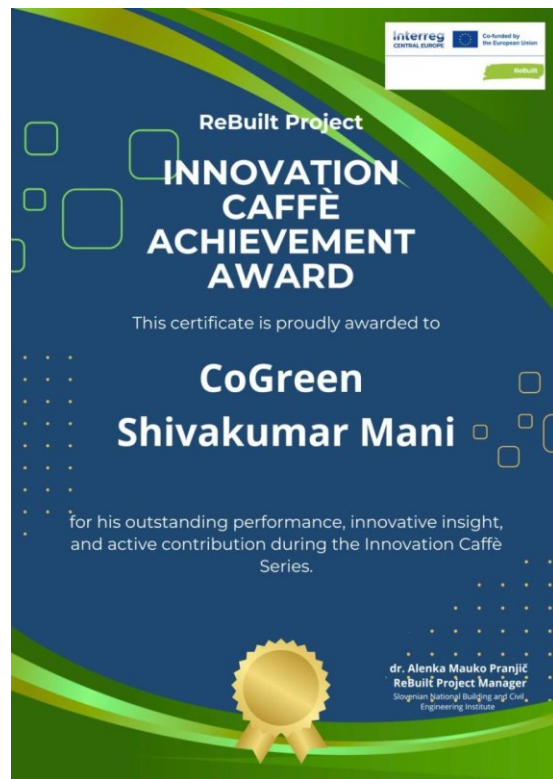 Interreg
CENTRAL EUROPE
Co-funded by
the European Union
ReBuilt
ReBuilt Project
INNOVATION
CAFFÈ
ACHIEVEMENT
AWARD
This certificate is proudly awarded to
CoGreen
Shivakumar Mani
for his outstanding performance, innovative insight,
and active contribution during the Innovation Caffè
Series.
dr. Alenka Mauko Pranjić
ReBuilt Project Manager
Slovenian National Building and Civil
Engineering Institute